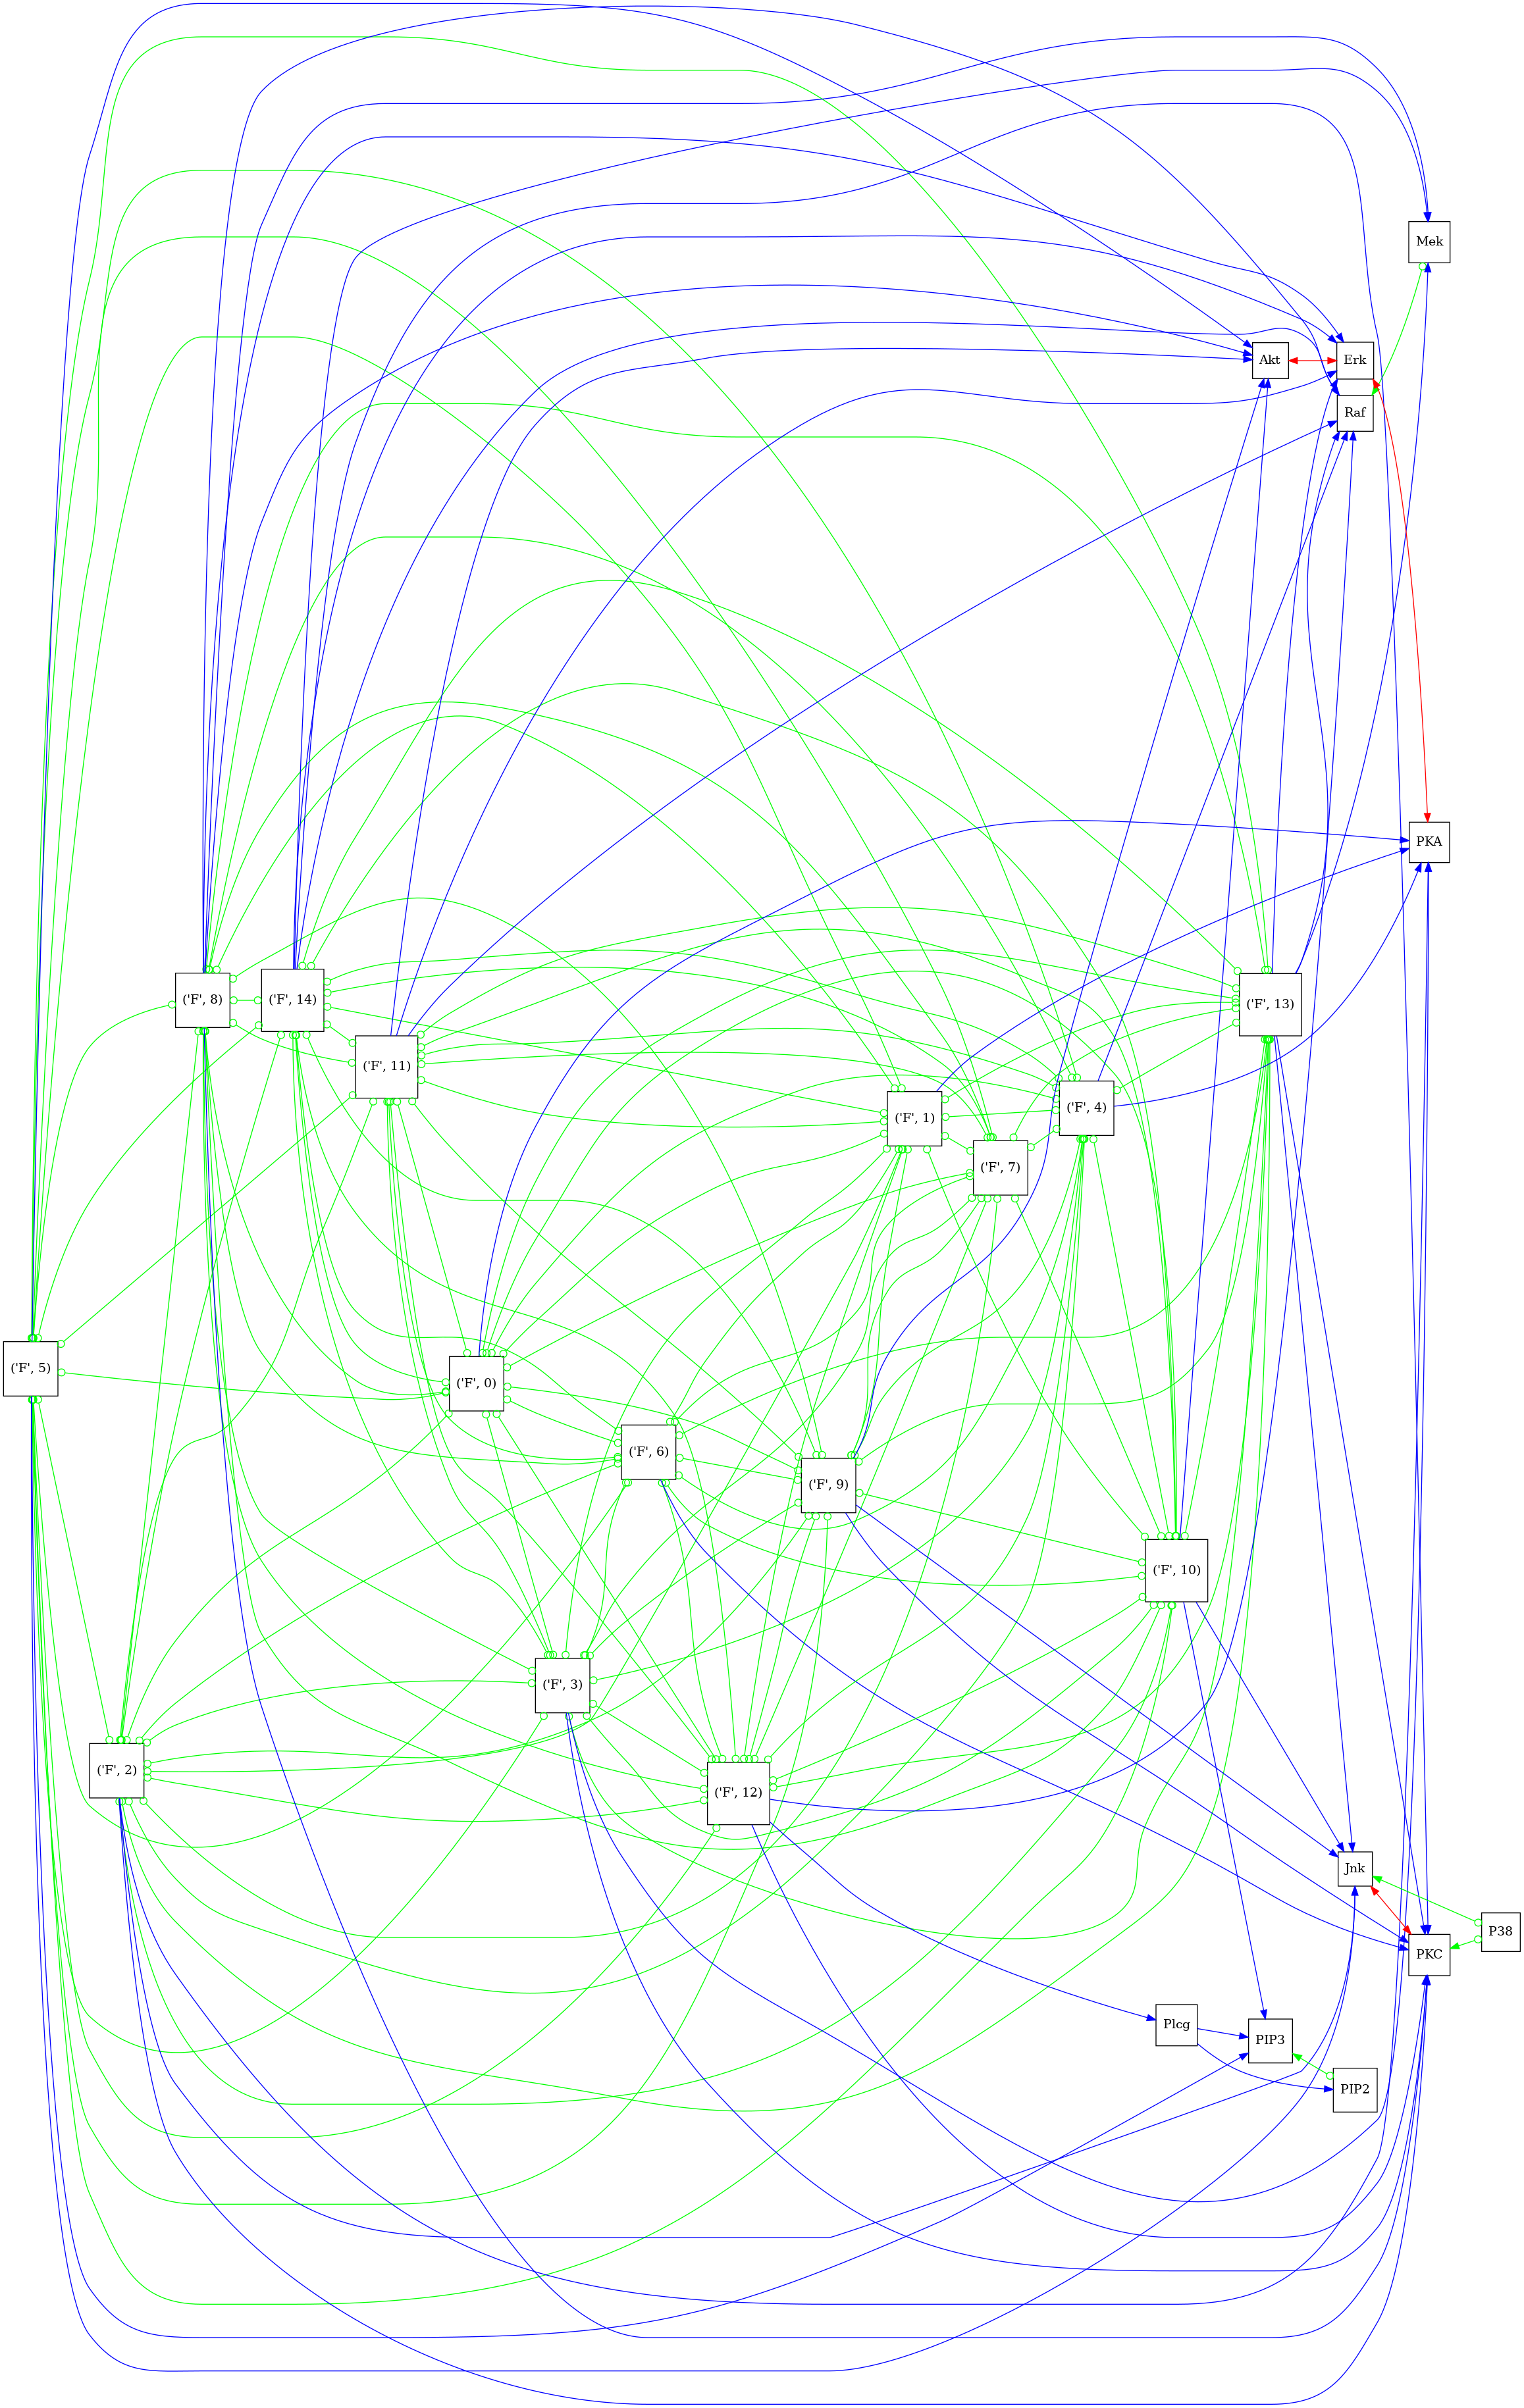 Mek
Akt
Erk
Raf
PKA
('F', 8)
('F', 14)
('F', 13)
('F', 11)
('F', 1)
('F', 4)
('F', 7)
('F', 5)
('F', 0)
('F', 6)
('F', 9)
('F', 10)
('F', 3)
('F', 2)
('F', 12)
Jnk
P38
PKC
Plcg
PIP3
PIP2